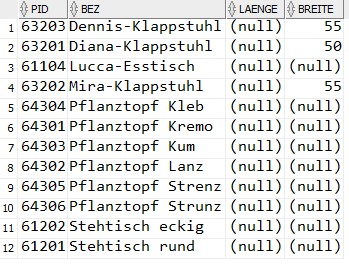 PID BEZ LAENGE BREITE
1 63203 Dennis-Klappstuhl (null) 55
2 63201 Diana-Klappstuhl (null) 50
3 61104 Lucca-Esstisch (null) (null)
4 63202 Mira-Klappstuhl (null) 55
5 64304 Pflanztopf Kleb (null) (null)
6 64301 Pflanztopf Kremo (null) (null)
7 64303 Pflanztopf Kum (null) (null)
8 64302 Pflanztopf Lanz (null) (null)
9 64305 Pflanztopf Strenz (null) (null)
10 64306 Pflanztopf Strunz (null) (null)
11 61202 Stehtisch eckig (null) (null)
12 61201 Stehtisch rund (null) (null)